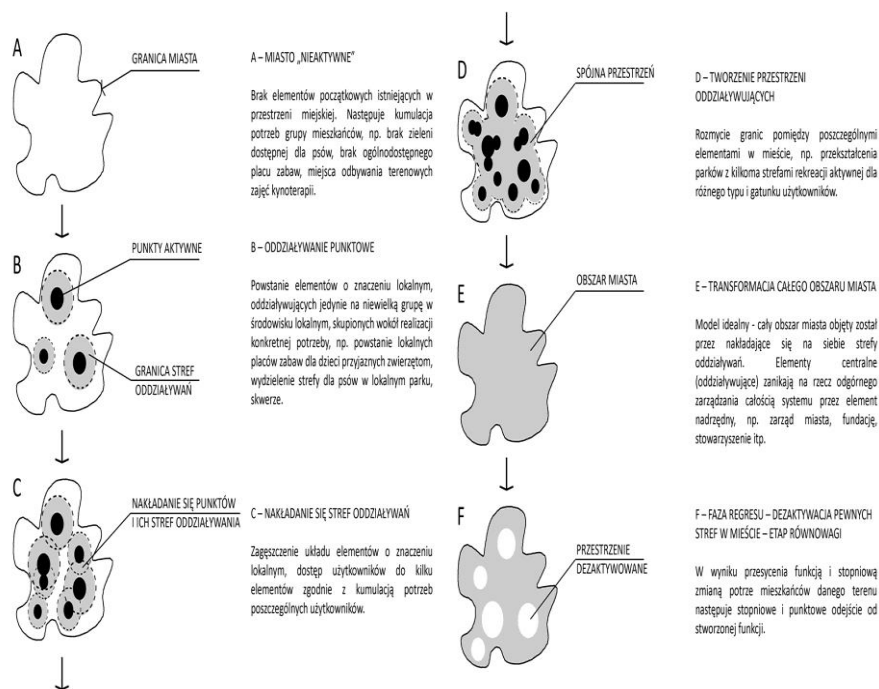 A
GRANICA MIASTA
A – MIASTO „NIEAKTYWNE”
Brak elementów początkowych istniejących w
przestrzeni miejskiej. Następuje kumulacja
potrzeb grupy mieszkańców, np. brak zieleni
dostępnej dla psów, brak ogólnodostępnego
placu zabaw, miejsca odbywania terenowych
zajęć kynoterapii.
B
PUNKTY AKTYWNE
GRANICA STREF
ODDZIAŁYWAŃ
B – ODDZIAŁYWANIE PUNKTOWE
Powstanie elementów o znaczeniu lokalnym,
oddziaływujących jedynie na niewielką grupę w
środowisku lokalnym, skupionych wokół realizacji
konkretnej potrzeby, np. powstanie lokalnych
placów zabaw dla dzieci przyjaznych zwierzętom,
wydzielenie strefy dla psów w lokalnym parku,
skwerze.
C
NAKŁADANIE SIĘ PUNKTÓW
I ICH STREF ODDZIAŁYWANIA
C – NAKŁADANIE SIĘ STREF ODDZIAŁYWAŃ
Zagęszczenie układu elementów o znaczeniu
lokalnym, dostęp użytkowników do kilku
elementów zgodnie z kumulacją potrzeb
poszczególnych użytkowników.
D
SPÓJNA PRZESTRZEŃ
D – TWORZENIE PRZESTRZENI
ODDZIAŁYWUJĄCYCH
Rozmycie granic pomiędzy poszczególnymi
elementami w mieście, np. przekształcenia
parków z kilkoma strefami rekreacji aktywnej dla
różnego typu i gatunku użytkowników.
E
OBSZAR MIASTA
E – TRANSFORMACJA CAŁEGO OBSZARU MIASTA
Model idealny - cały obszar miasta objęty został
przez nakładające się na siebie strefy
oddziaływań. Elementy centralne
(oddziaływujące) zanikają na rzecz odgórnego
zarządzania całością systemu przez element
nadrzędny, np. zarząd miasta, fundację,
stowarzyszenie itp.
F
PRZESTRZENIE
DEZAKTYWOWANE
F – FAZA REGRESU – DEZAKTYWACJA PEWNYCH
STREF W MIEŚCIE – ETAP RÓWNOWAGI
W wyniku przesycenia funkcją i stopniową
zmianą potrze mieszkańców danego terenu
następuje stopniowe i punktowe odejście od
stworzonej funkcji.